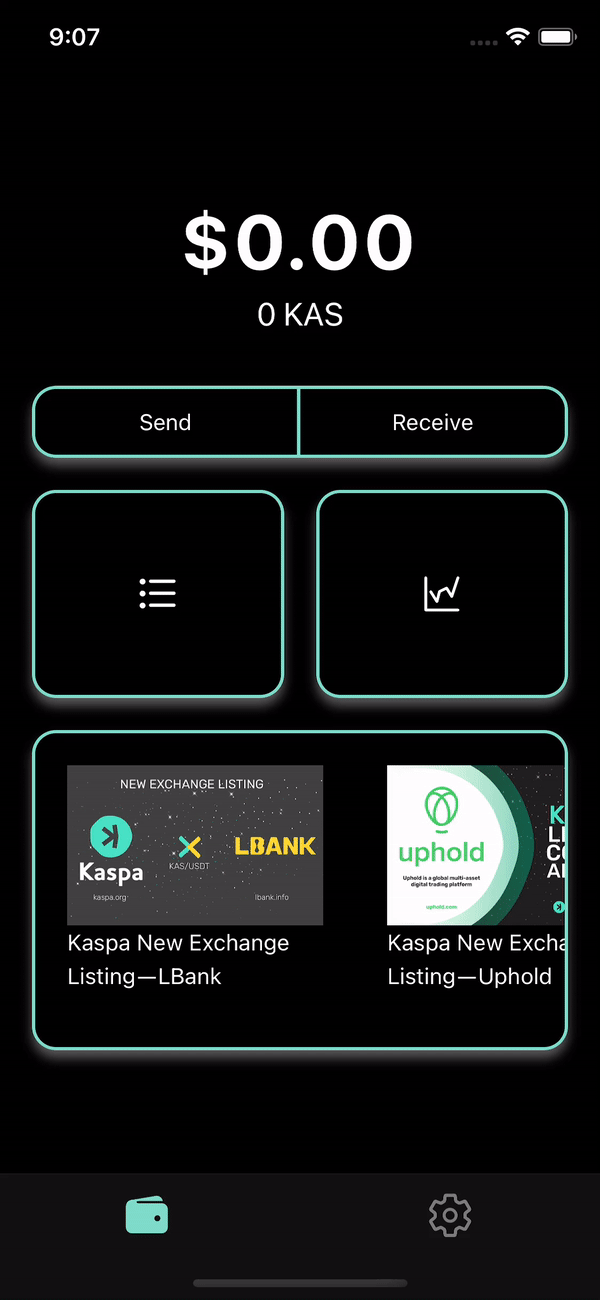 9:07
$0.00
0 KAS
Send
Receive
NEW EXCHANGE LISTING
Kaspa
KAS/USDT
LBANK
kaspa.org
lbank.info
uphold
Uphold is a global multi-asset
digital trading platform
uphold.com
Kaspa New Exchange
Listing—LBank
Kaspa New Excha
Listing—Uphold